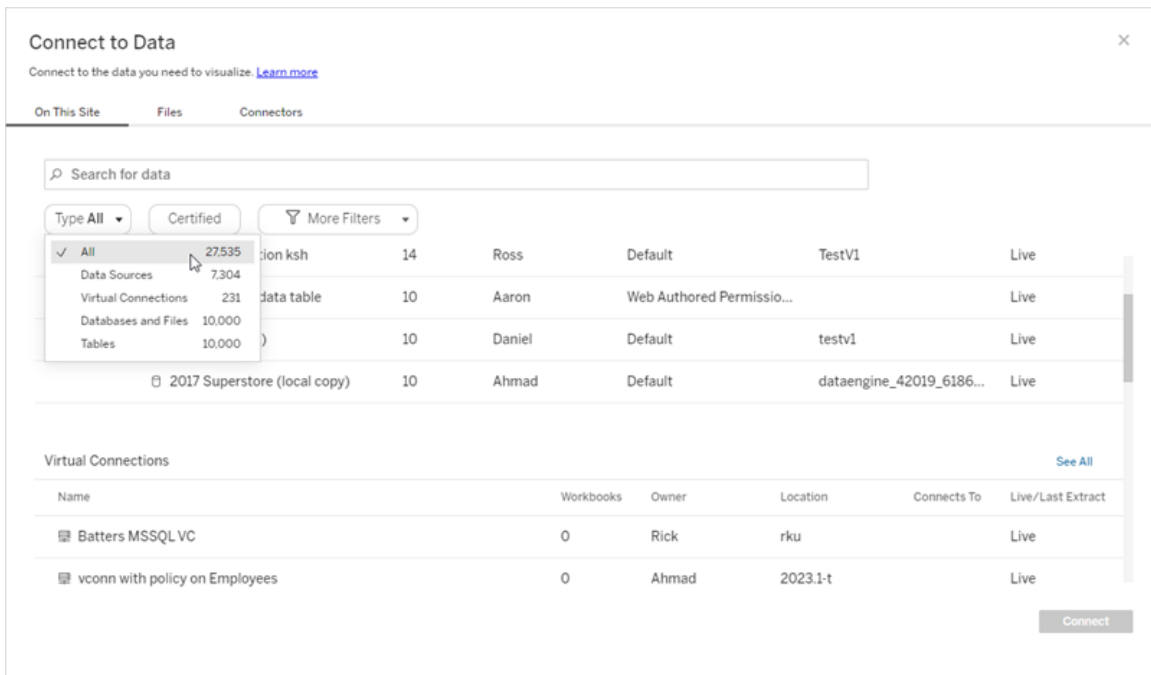 Connect to Data
Connect to the data you need to visualize. Learn more
On This Site Files Connectors
Search for data
Type All Certified More Filters
All 27,535
Data Sources 7,304
Virtual Connections 231
Databases and Files 10,000
Tables 10,000
ion ksh 14 Ross Default TestV1 Live
data table 10 Aaron Web Authored Permissio... Live
) 10 Daniel Default testv1 Live
2017 Superstore (local copy) 10 Ahmad Default dataengine_42019_6186... Live
Virtual Connections See All
Name Workbooks Owner Location Connects To Live/Last Extract
Batters MSSQL VC 0 Rick rku Live
vconn with policy on Employees 0 Ahmad 2023.1-t Live
Connect